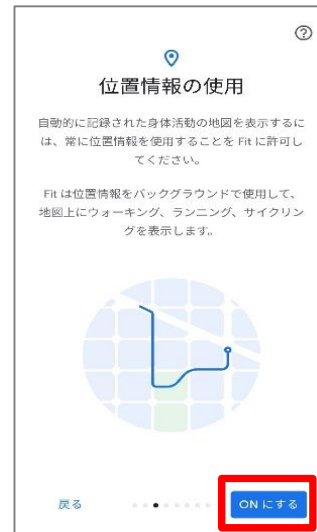 位置情報の使用
自動的に記録された身体活動の地図を表示するに
は、常に位置情報を使用することを Fit に許可し
てください。
Fit は位置情報をバックグラウンドで使用して、
地図上にウォーキング、ランニング、サイクリン
グを表示します。
戻る
ON にする